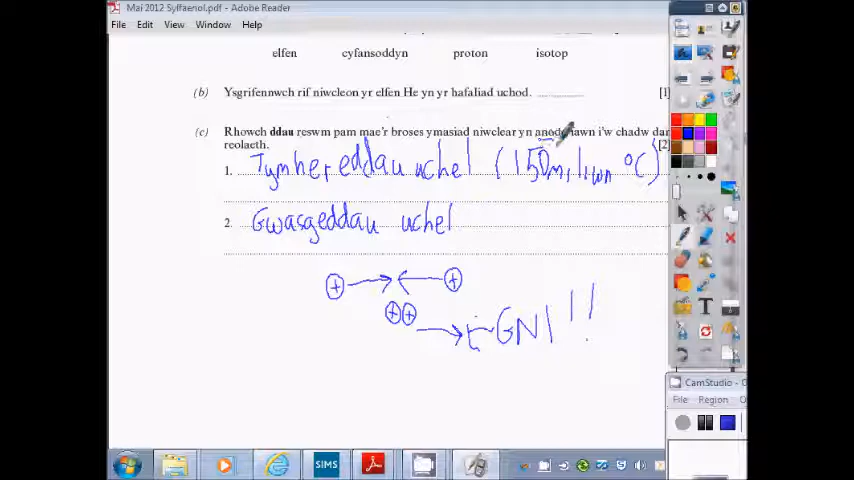 Mai 2012 Sylfaenol.pdf - Adobe Reader
File Edit View Window Help
elfen cyfansoddyn proton isotop
(b) Ysgrifennwch rif niwcleon yr elfen He yn yr hafaliad uchod. [1]
(c) Rhowch ddau reswm pam mae'r broses ymasiad niwclear yn anodd iawn i'w chadw dan
reolaeth. [2]
1. Tymhereddau uchel (150 miliwn °C)
2. Gwasgeddau uchel
+ +
+ +
EGNI!!
CamStudio
File Region
SIMS